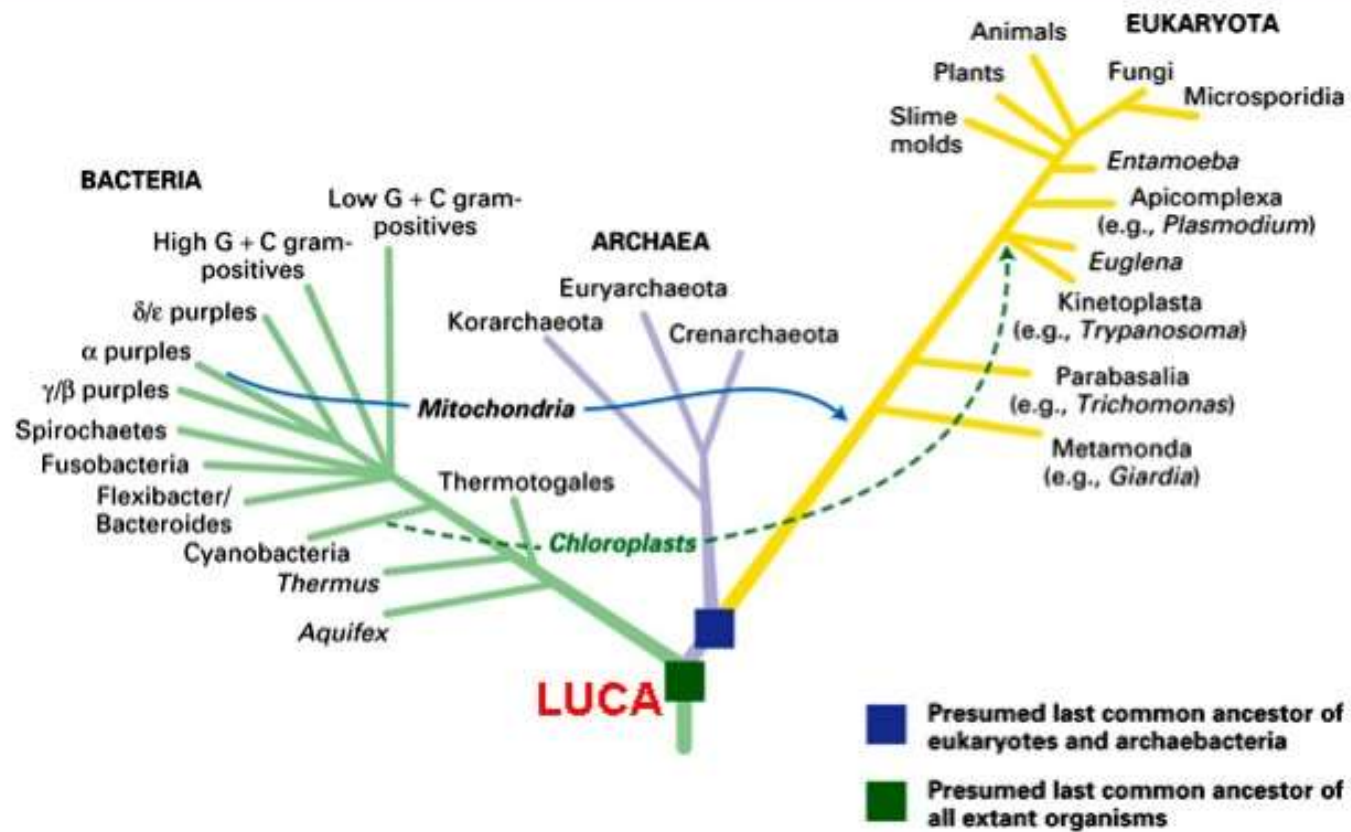 EUKARYOTA
Animals
Plants
Fungi
Microsporidia
Slime
molds
Entamoeba
Apicomplexa
(e.g., Plasmodium)
Euglena
Kinetoplasta
(e.g., Trypanosoma)
Parabasalia
(e.g., Trichomonas)
Metamonda
(e.g., Giardia)
BACTERIA
Low G + C gram-
positives
High G + C gram-
positives
δ/ε purples
α purples
γ/β purples
Spirochaetes
Fusobacteria
Flexibacter/
Bacteroides
Cyanobacteria
Thermus
Aquifex
Thermotogales
ARCHAEA
Euryarchaeota
Korarchaeota
Crenarchaeota
Mitochondria
Chloroplasts
LUCA
Presumed last common ancestor of
eukaryotes and archaebacteria
Presumed last common ancestor of
all extant organisms